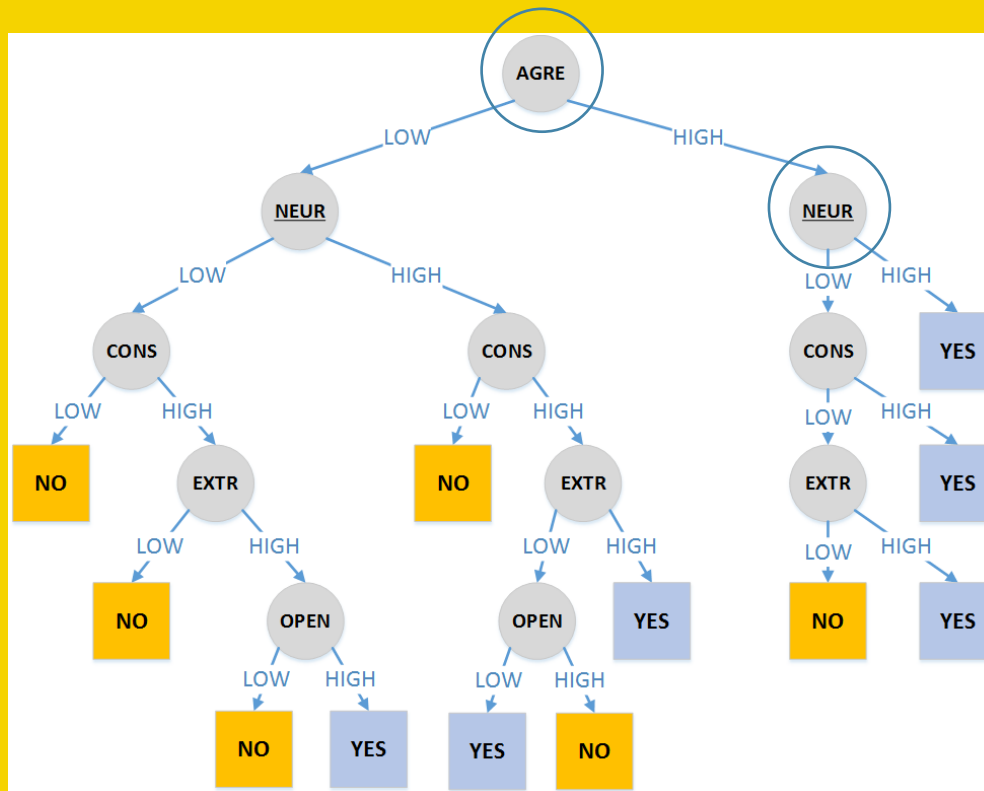 AGRE
LOW HIGH
NEUR NEUR
LOW HIGH LOW HIGH
CONS CONS CONS YES
LOW HIGH LOW HIGH LOW HIGH
NO EXTR NO EXTR EXTR YES
LOW HIGH LOW HIGH LOW HIGH
NO OPEN OPEN YES NO YES
LOW HIGH LOW HIGH
NO YES YES NO